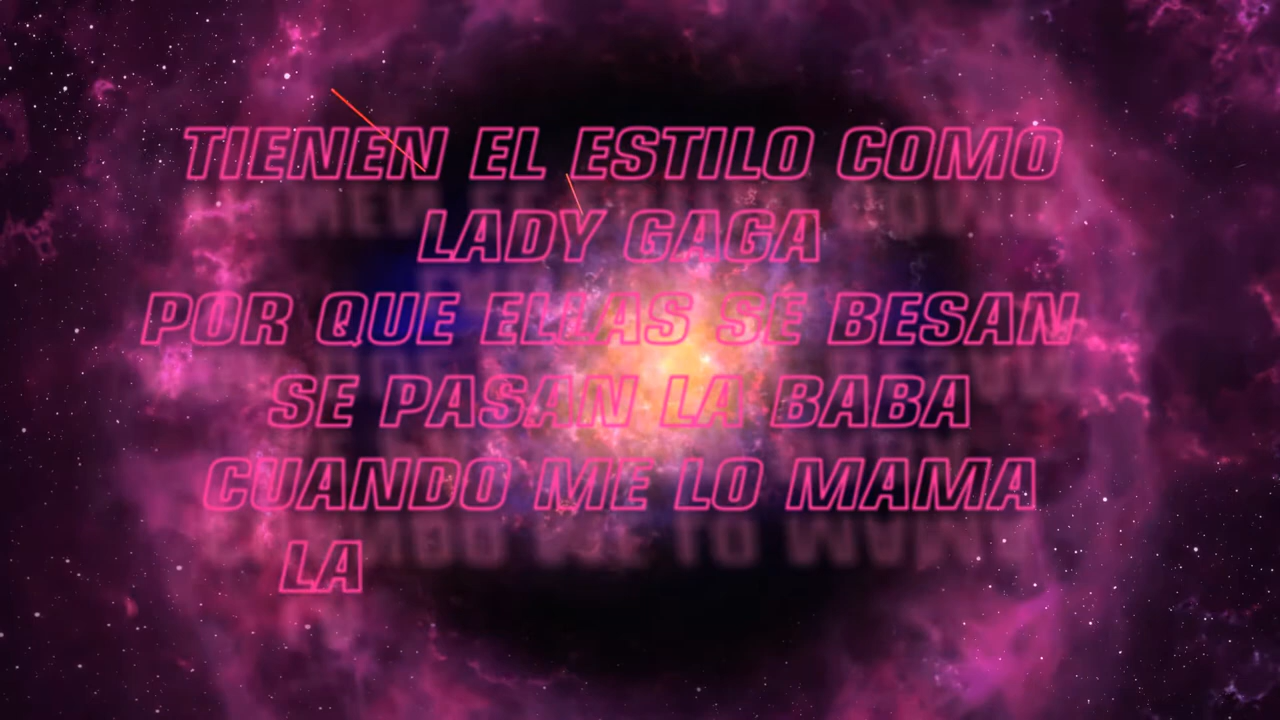 TIENEN EL ESTILO COMO
LADY GAGA
POR QUE ELLAS SE BESAN
SE PASAN LA BABA
CUANDO ME LO MAMA
LA